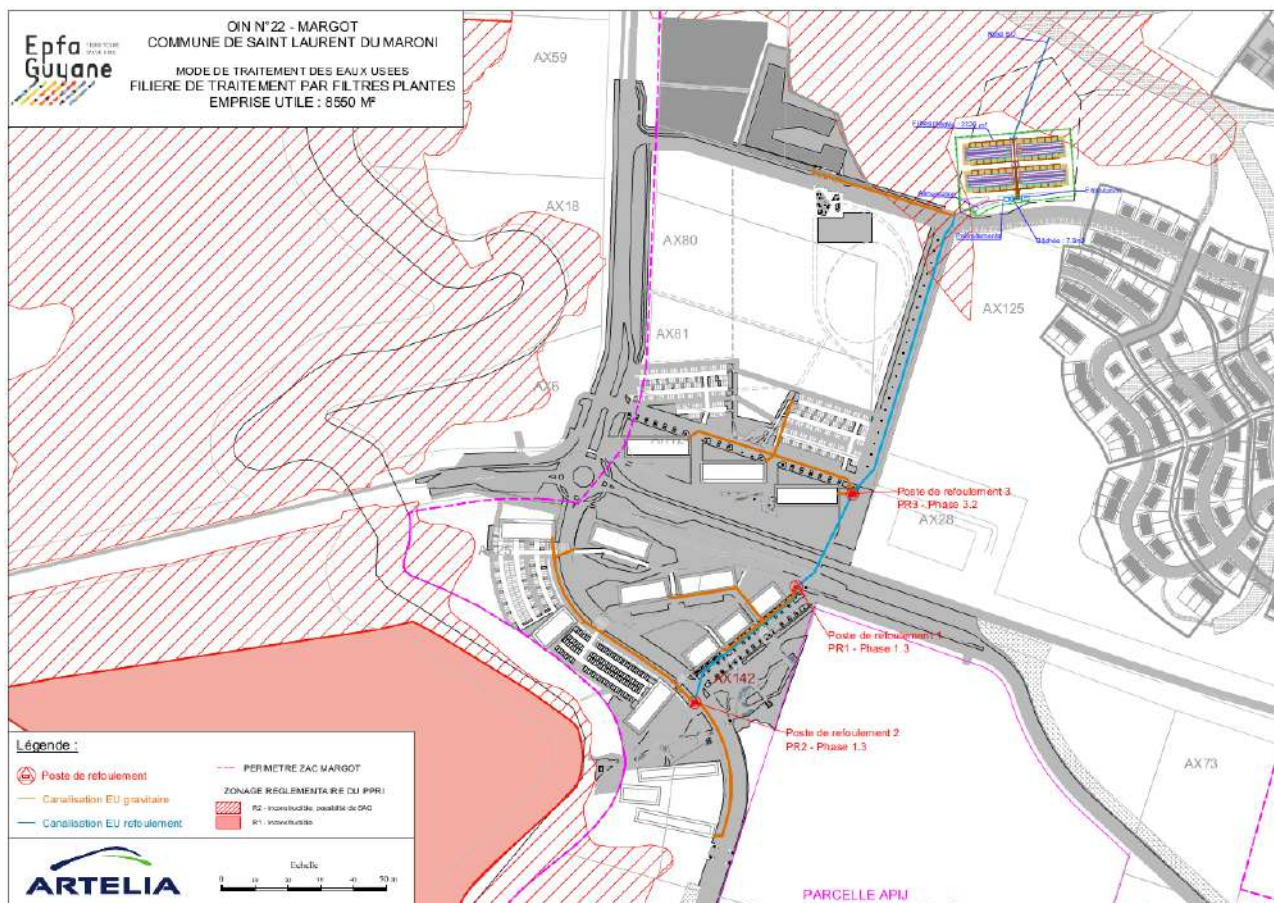 Epfa
Guyane
OIN N°22 - MARGOT
COMMUNE DE SAINT LAURENT DU MARONI
MODE DE TRAITEMENT DES EAUX USEES
FILIERE DE TRAITEMENT PAR FILTRES PLANTES
EMPRISE UTILE : 8550 M²
AX59
AX18
AX80
AX125
AX81
AX6
Poste de refoulement 3
PR3 - Phase 3.2
AX28
Poste de refoulement 1
PR1 - Phase 1.3
AX142
Poste de refoulement 2
PR2 - Phase 1.3
AX73
PARCELLE APIJ
Légende :
Poste de refoulement
Canalisation EU gravitaire
Canalisation EU refoulement
PERIMETRE ZAC MARGOT
ZONAGE REGLEMENTAIRE DU PPRI
R1 - Inconstructible
ARTELIA
Echelle
0